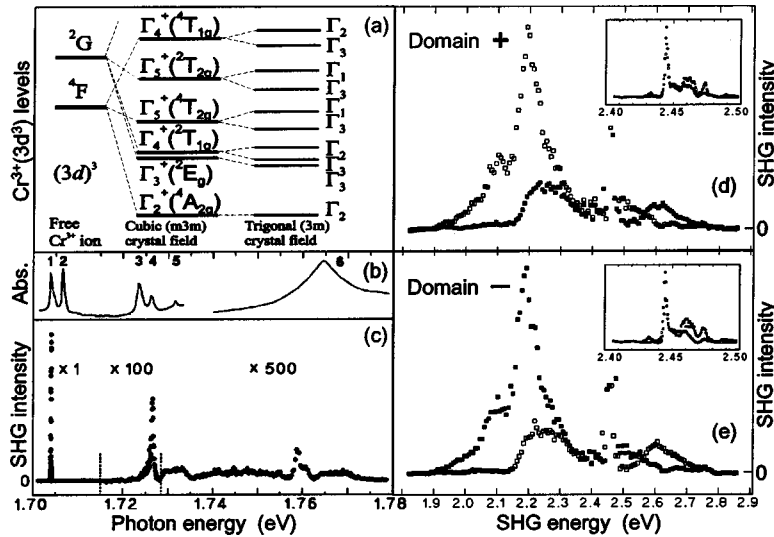 (a)
Cr³⁺(3d³) levels
²G
⁴F
(3d)³
Γ₄⁺(⁴T₁g)
Γ₅⁺(²T₂g)
Γ₅⁺(⁴T₂g)
Γ₄⁺(²T₁g)
Γ₃⁺(²Eg)
Γ₂⁺(⁴A₂g)
Γ₂
Γ₃
Γ₁
Γ₃
Γ₁
Γ₃
Γ₂
Γ₃
Γ₃
Γ₂
Free
Cr³⁺ ion
Cubic (m3m)
crystal field
Trigonal (3m)
crystal field
(b)
Abs.
1 2 3 4 5 6
(c)
SHG intensity
× 1 × 100 × 500
0
1.70 1.72 1.74 1.76 1.78
Photon energy (eV)
Domain +
2.40 2.45 2.50
(d)
SHG intensity
0
Domain −
2.40 2.45 2.50
(e)
SHG intensity
0
1.9 2.0 2.1 2.2 2.3 2.4 2.5 2.6 2.7 2.8 2.9
SHG energy (eV)